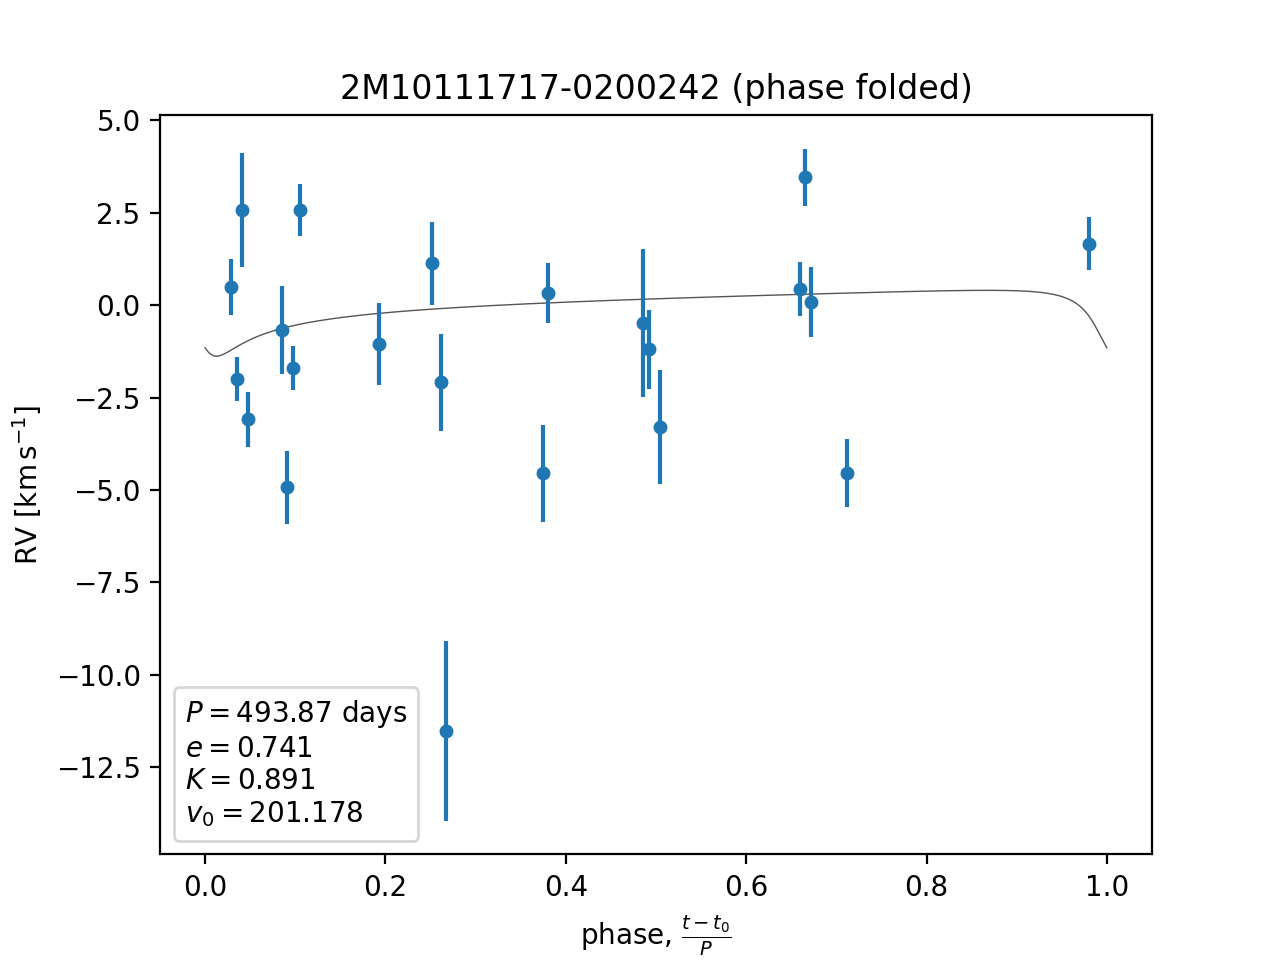 2M10111717-0200242 (phase folded)
5.0
2.5
0.0
−2.5
−5.0
−7.5
−10.0
−12.5
RV [km s⁻¹]
P = 493.87 days
e = 0.741
K = 0.891
v₀ = 201.178
0.0 0.2 0.4 0.6 0.8 1.0
phase, (t − t₀)/P